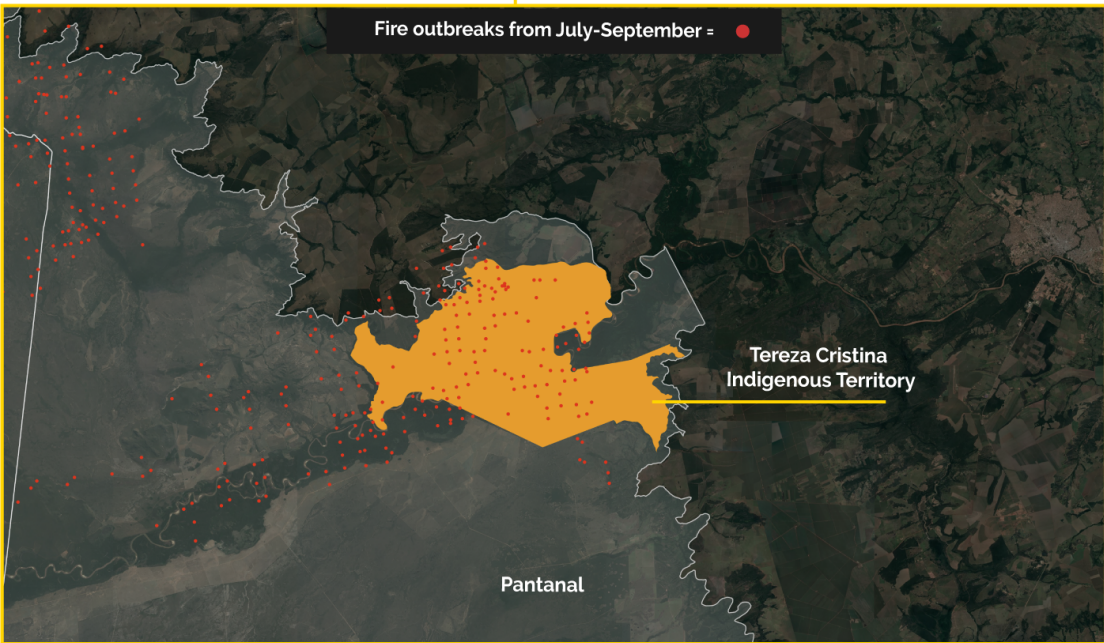 Fire outbreaks from July-September =
Tereza Cristina
Indigenous Territory
Pantanal